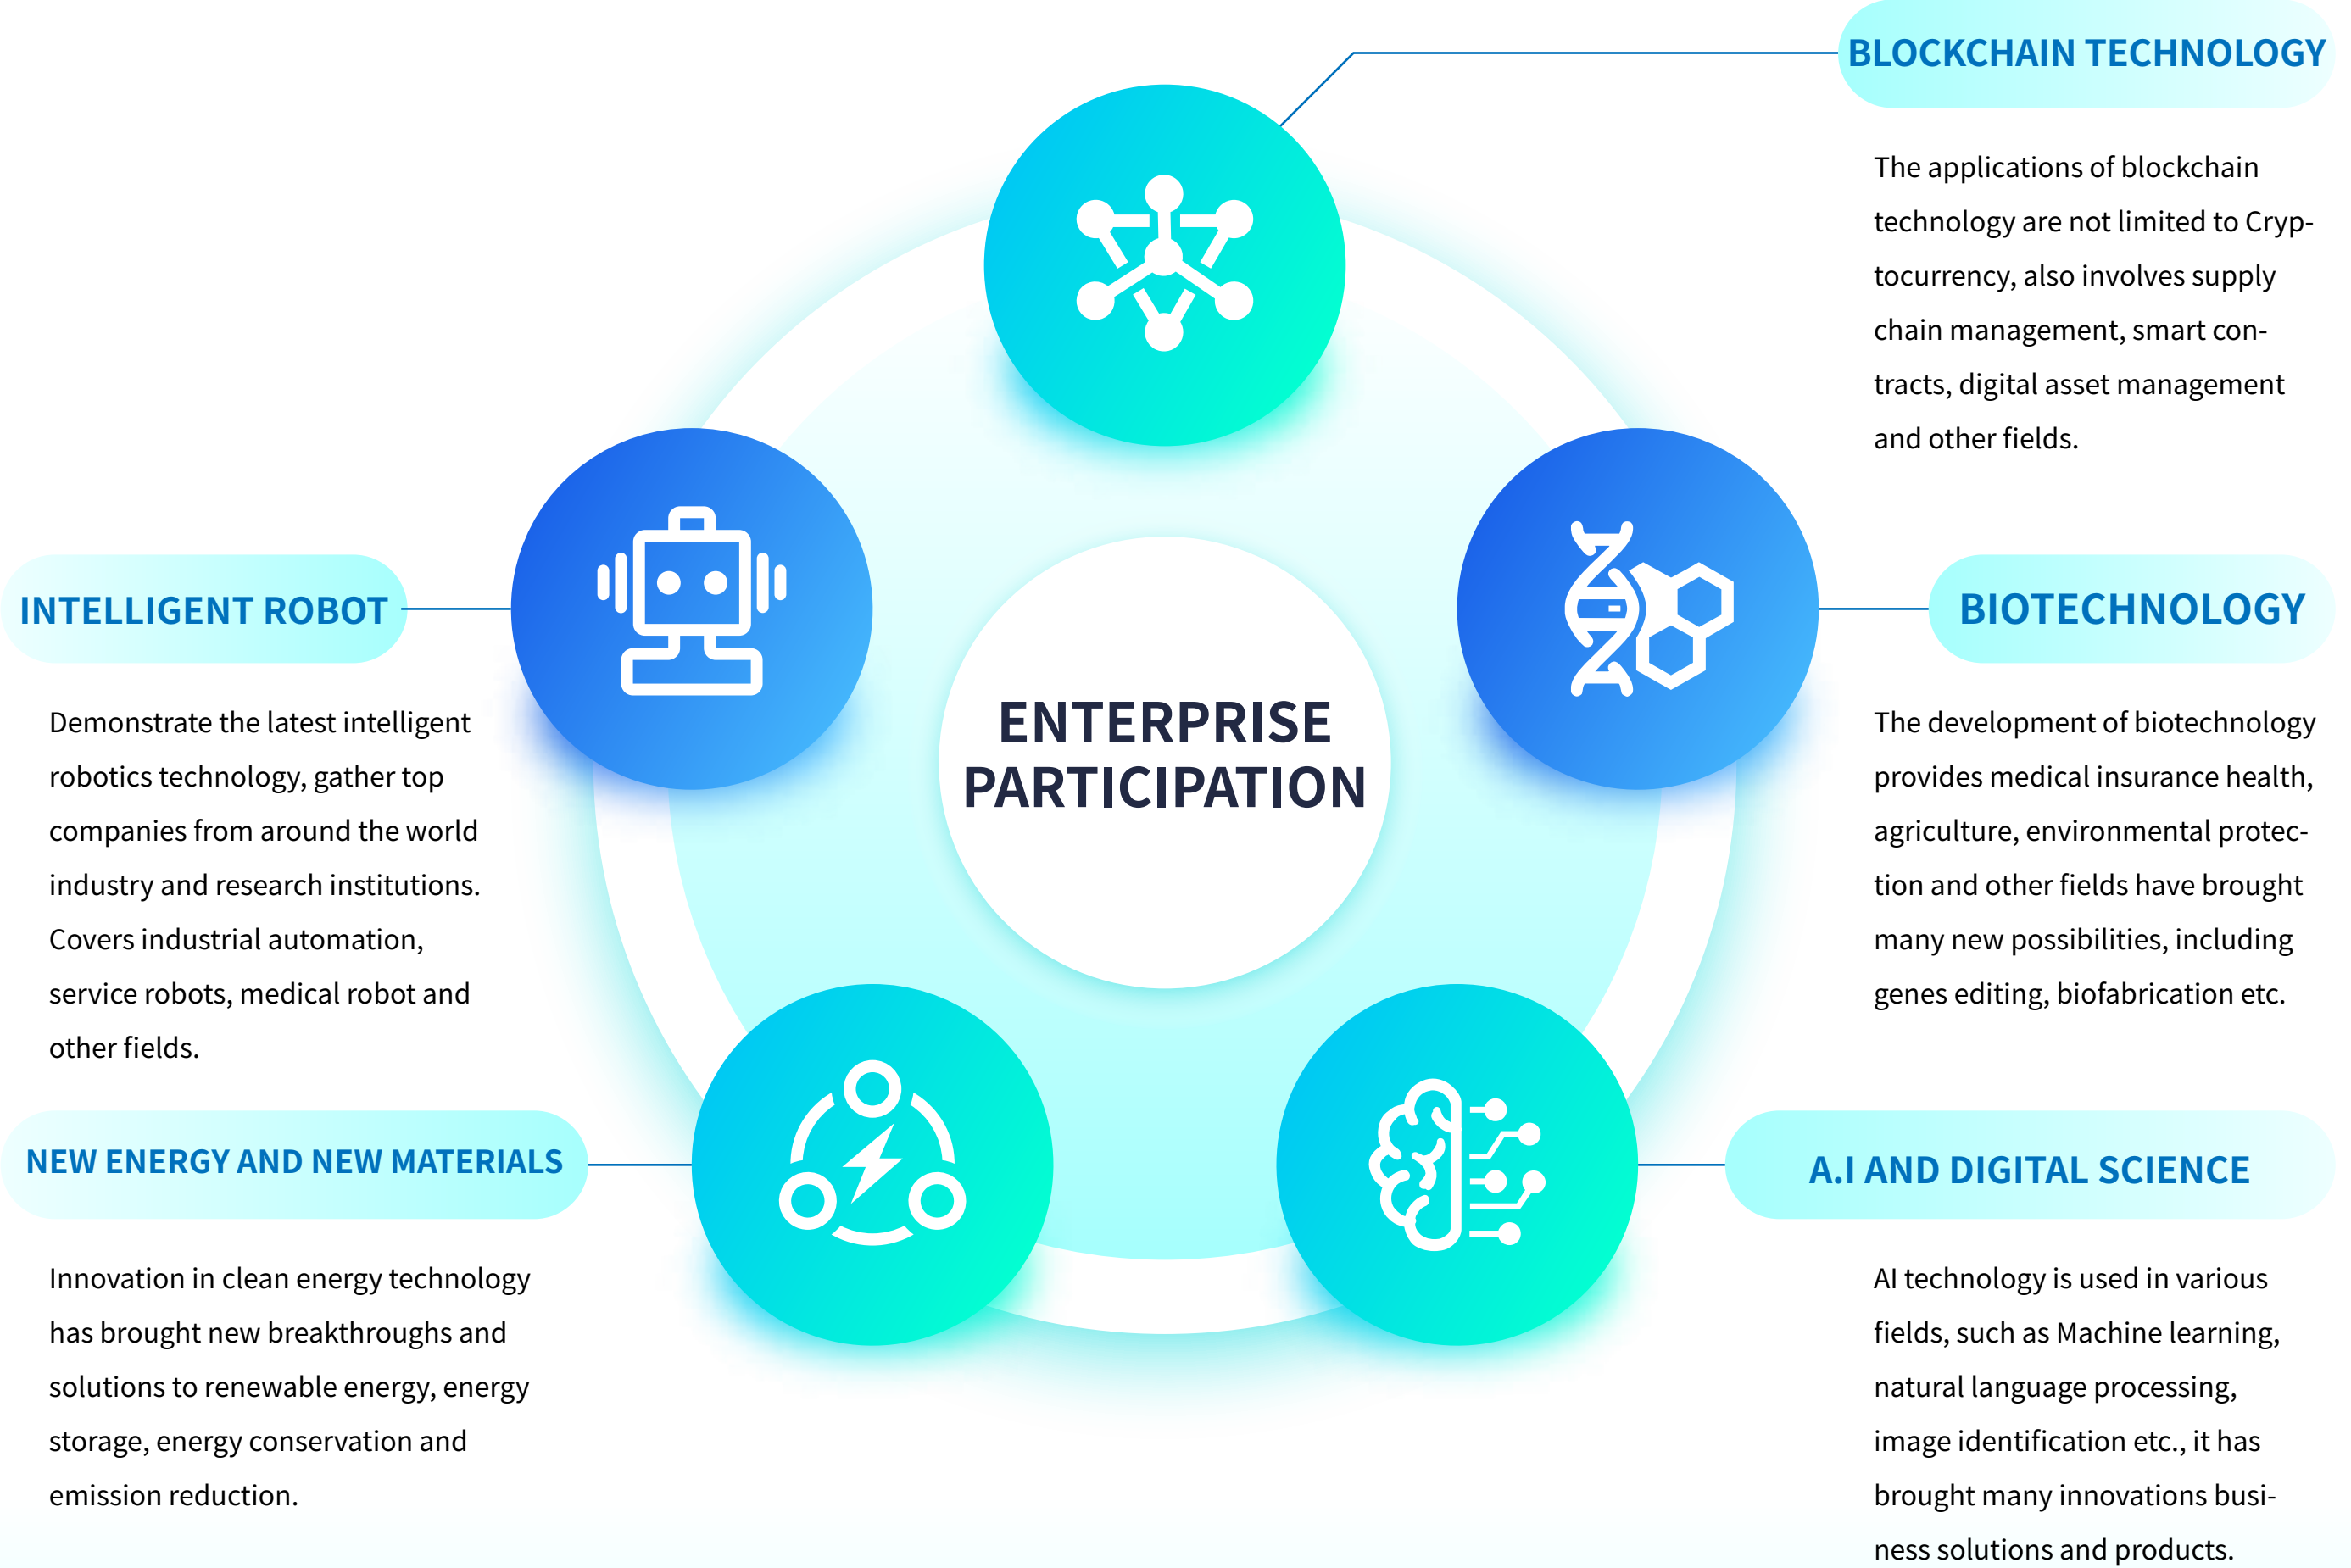 BLOCKCHAIN TECHNOLOGY
The applications of blockchain
technology are not limited to Cryp-
tocurrency, also involves supply
chain management, smart con-
tracts, digital asset management
and other fields.
INTELLIGENT ROBOT
Demonstrate the latest intelligent
robotics technology, gather top
companies from around the world
industry and research institutions.
Covers industrial automation,
service robots, medical robot and
other fields.
ENTERPRISE
PARTICIPATION
BIOTECHNOLOGY
The development of biotechnology
provides medical insurance health,
agriculture, environmental protec-
tion and other fields have brought
many new possibilities, including
genes editing, biofabrication etc.
NEW ENERGY AND NEW MATERIALS
Innovation in clean energy technology
has brought new breakthroughs and
solutions to renewable energy, energy
storage, energy conservation and
emission reduction.
A.I AND DIGITAL SCIENCE
AI technology is used in various
fields, such as Machine learning,
natural language processing,
image identification etc., it has
brought many innovations busi-
ness solutions and products.